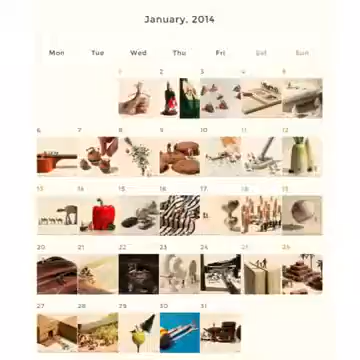 January, 2014
Mon Tue Wed Thu Fri Sat Sun
1 2 3 4 5
6 7 8 9 10 11 12
13 14 15 16 17 18 19
20 21 22 23 24 25 26
27 28 29 30 31